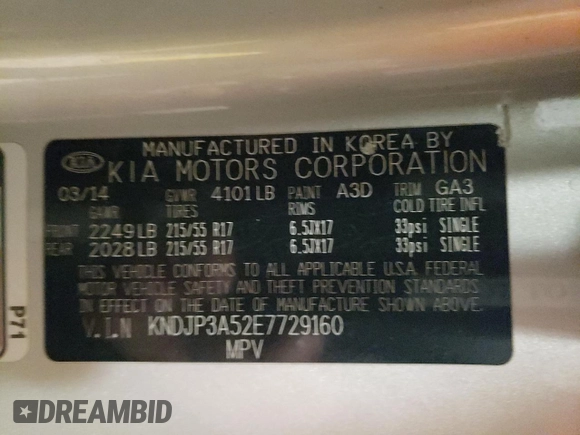 MANUFACTURED IN KOREA BY
KIA KIA MOTORS CORPORATION
03/14 GVWR 4101LB PAINT A3D TRIM GA3
GAWR TIRES RIMS COLD TIRE INFL
FRONT 2249LB 215/55 R17 6.5JX17 33psi SINGLE
REAR 2028LB 215/55 R17 6.5JX17 33psi SINGLE
THIS VEHICLE CONFORMS TO ALL APPLICABLE U.S.A. FEDERAL
MOTOR VEHICLE SAFETY AND THEFT PREVENTION STANDARDS
IN EFFECT ON THE DATE OF MANUFACTURE SHOWN ABOVE.
V.I.N KNDJP3A52E7729160
MPV
P71
DREAMBID